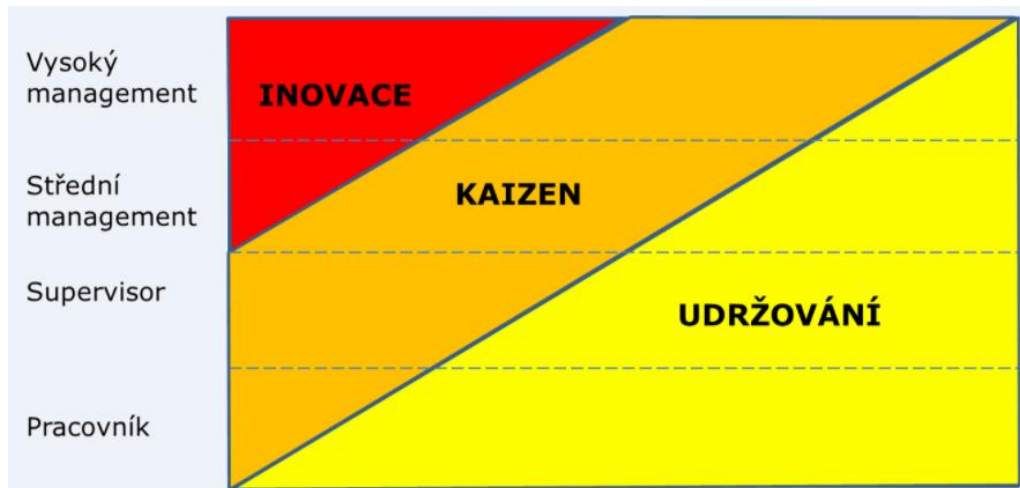 Vysoký
management
INOVACE
Střední
management
KAIZEN
Supervisor
UDRŽOVÁNÍ
Pracovník